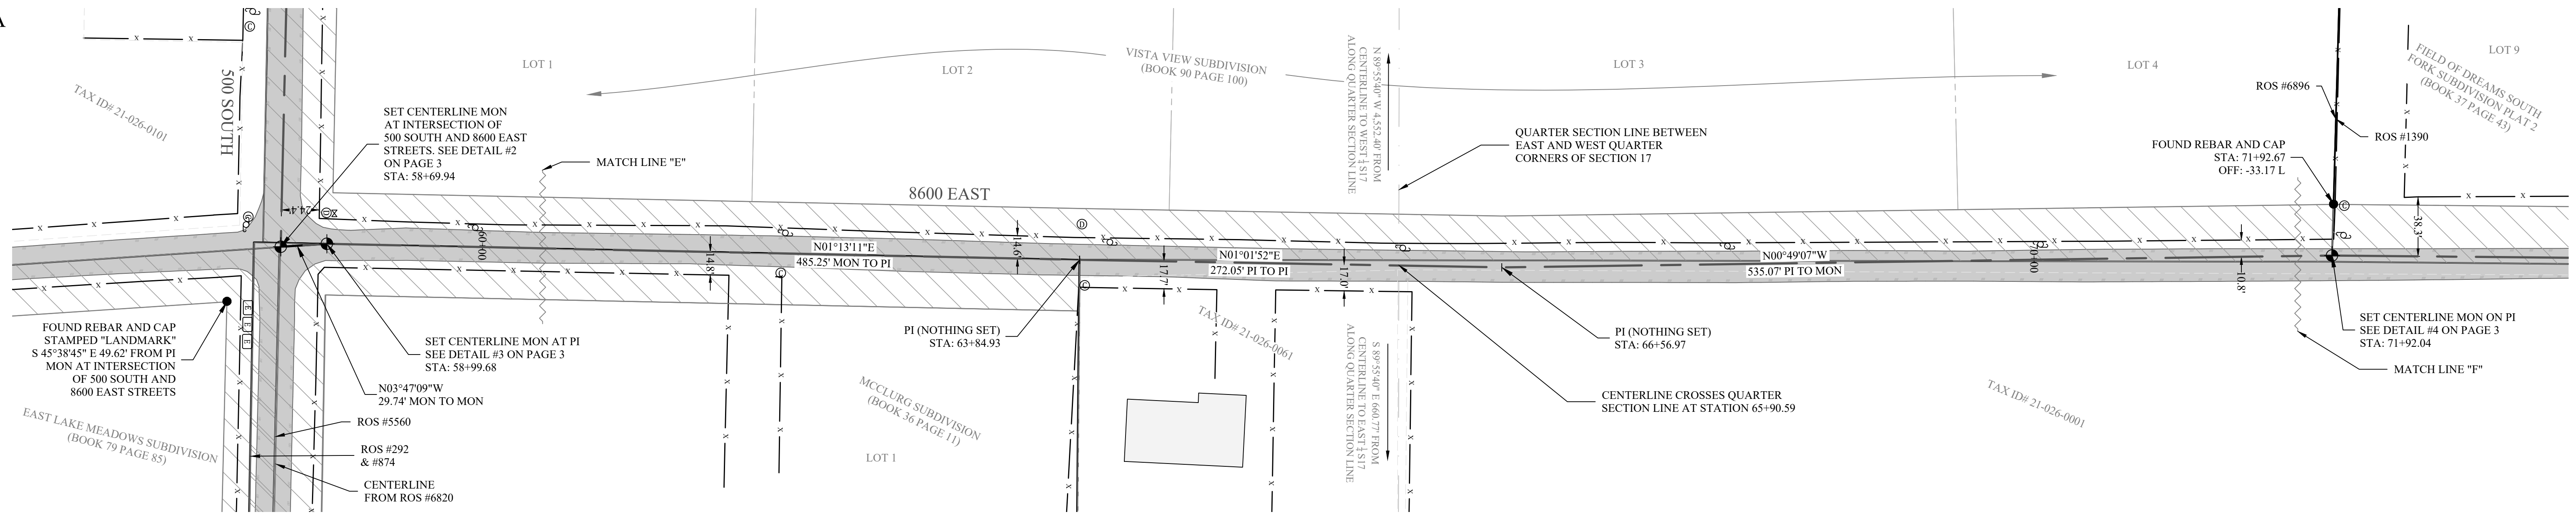 A
TAX ID# 21-026-0101
500 SOUTH
SET CENTERLINE MON
AT INTERSECTION OF
500 SOUTH AND 8600 EAST
STREETS. SEE DETAIL #2
ON PAGE 3
STA: 58+69.94
LOT 1
MATCH LINE "E"
LOT 2
8600 EAST
VISTA VIEW SUBDIVISION
(BOOK 90 PAGE 100)
N 89°55'40" W 4,552.40' FROM
CENTERLINE TO WEST ¼ S17
ALONG QUARTER SECTION LINE
QUARTER SECTION LINE BETWEEN
EAST AND WEST QUARTER
CORNERS OF SECTION 17
LOT 3
LOT 4
ROS #6896
ROS #1390
FOUND REBAR AND CAP
STA: 71+92.67
OFF: -33.17 L
FIELD OF DREAMS SOUTH
FORK SUBDIVISION PLAT 2
(BOOK 37 PAGE 43)
LOT 9
24.4'
60+00
14.8'
N01°13'11"E
485.25' MON TO PI
14.6'
17.7'
N01°01'52"E
272.05' PI TO PI
17.0'
N00°49'07"W
535.07' PI TO MON
70+00
10.8'
38.3'
FOUND REBAR AND CAP
STAMPED "LANDMARK"
S 45°38'45" E 49.62' FROM PI
MON AT INTERSECTION
OF 500 SOUTH AND
8600 EAST STREETS
E
E
E
SET CENTERLINE MON AT PI
SEE DETAIL #3 ON PAGE 3
STA: 58+99.68
N03°47'09"W
29.74' MON TO MON
ROS #5560
ROS #292
& #874
CENTERLINE
FROM ROS #6820
EAST LAKE MEADOWS SUBDIVISION
(BOOK 79 PAGE 85)
PI (NOTHING SET)
STA: 63+84.93
MCCLURG SUBDIVISION
(BOOK 36 PAGE 11)
LOT 1
TAX ID# 21-026-0061
S 89°55'40" E 660.77' FROM
CENTERLINE TO EAST ¼ S17
ALONG QUARTER SECTION LINE
PI (NOTHING SET)
STA: 66+56.97
CENTERLINE CROSSES QUARTER
SECTION LINE AT STATION 65+90.59
TAX ID# 21-026-0001
SET CENTERLINE MON ON PI
SEE DETAIL #4 ON PAGE 3
STA: 71+92.04
MATCH LINE "F"